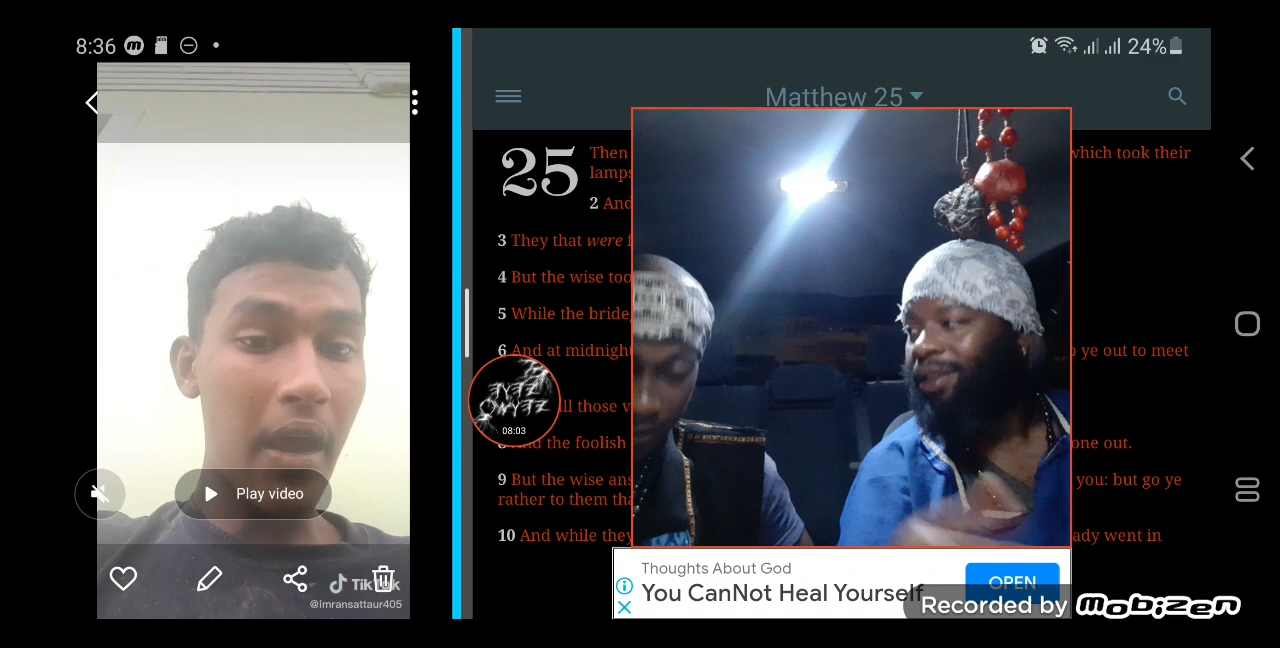 8:36
24%
Matthew 25
25
Then
which took their
lamps
2 And
3 They that were f
4 But the wise too
5 While the bride
6 And at midnight
o ye out to meet
08:03
ll those v
nd the foolish
one out.
9 But the wise ans
you: but go ye
rather to them tha
10 And while they
ady went in
Play video
TikTok
@Imransattaur405
Thoughts About God
You CanNot Heal Yourself
OPEN
Recorded by mobizen